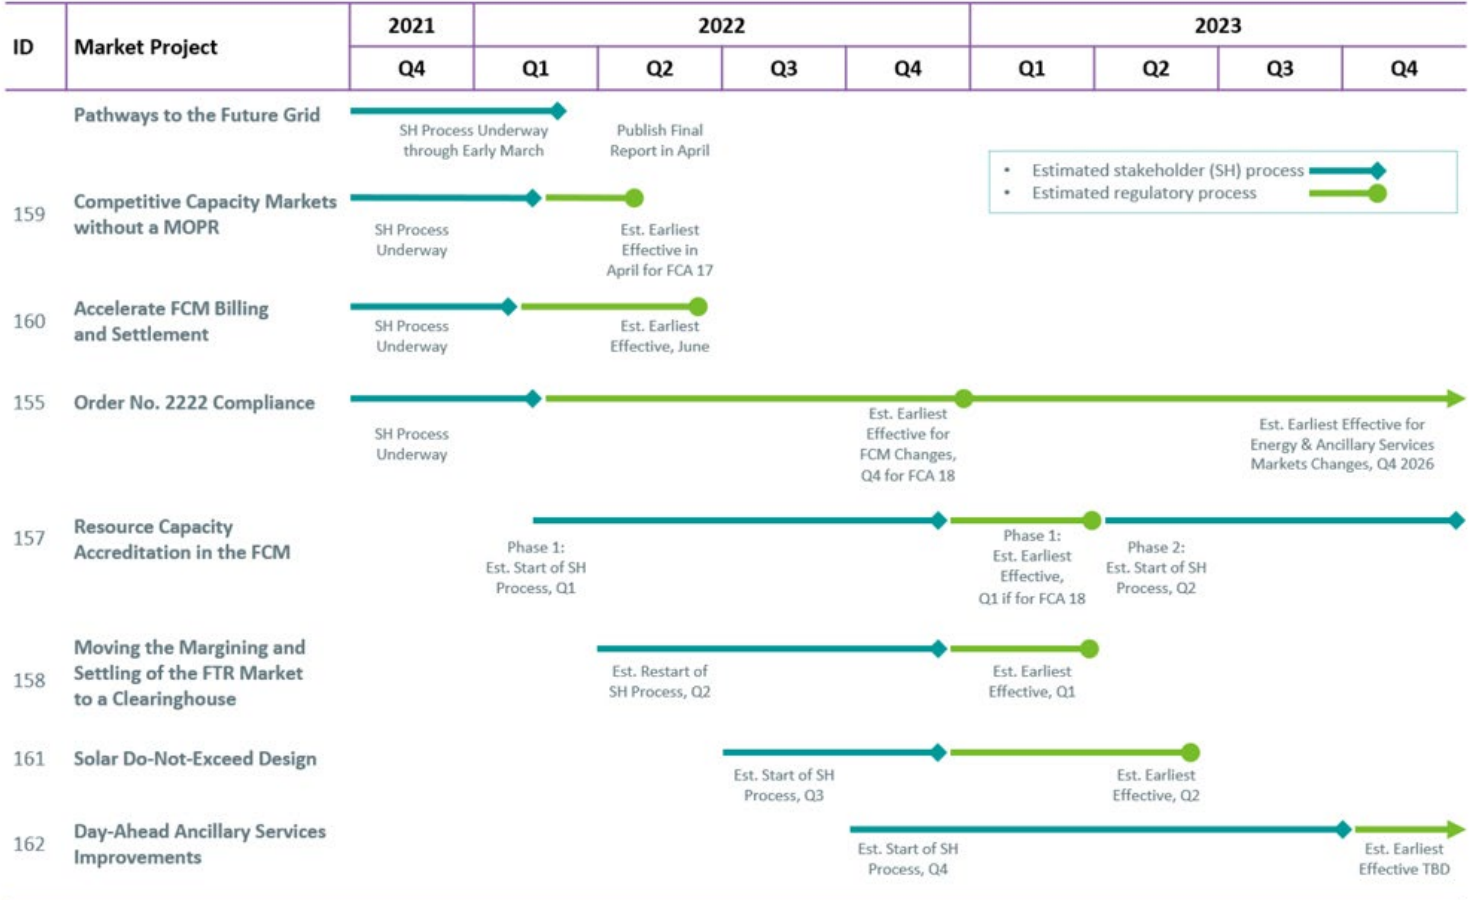 ID
Market Project
2021
2022
2023
Q4
Q1
Q2
Q3
Q4
Q1
Q2
Q3
Q4
Pathways to the Future Grid
SH Process Underway
through Early March
Publish Final
Report in April
• Estimated stakeholder (SH) process
• Estimated regulatory process
159
Competitive Capacity Markets
without a MOPR
SH Process
Underway
Est. Earliest
Effective in
April for FCA 17
160
Accelerate FCM Billing
and Settlement
SH Process
Underway
Est. Earliest
Effective, June
155
Order No. 2222 Compliance
SH Process
Underway
Est. Earliest
Effective for
FCM Changes,
Q4 for FCA 18
Est. Earliest Effective for
Energy & Ancillary Services
Markets Changes, Q4 2026
157
Resource Capacity
Accreditation in the FCM
Phase 1:
Est. Start of SH
Process, Q1
Phase 1:
Est. Earliest
Effective,
Q1 if for FCA 18
Phase 2:
Est. Start of SH
Process, Q2
158
Moving the Margining and
Settling of the FTR Market
to a Clearinghouse
Est. Restart of
SH Process, Q2
Est. Earliest
Effective, Q1
161
Solar Do-Not-Exceed Design
Est. Start of SH
Process, Q3
Est. Earliest
Effective, Q2
162
Day-Ahead Ancillary Services
Improvements
Est. Start of SH
Process, Q4
Est. Earliest
Effective TBD